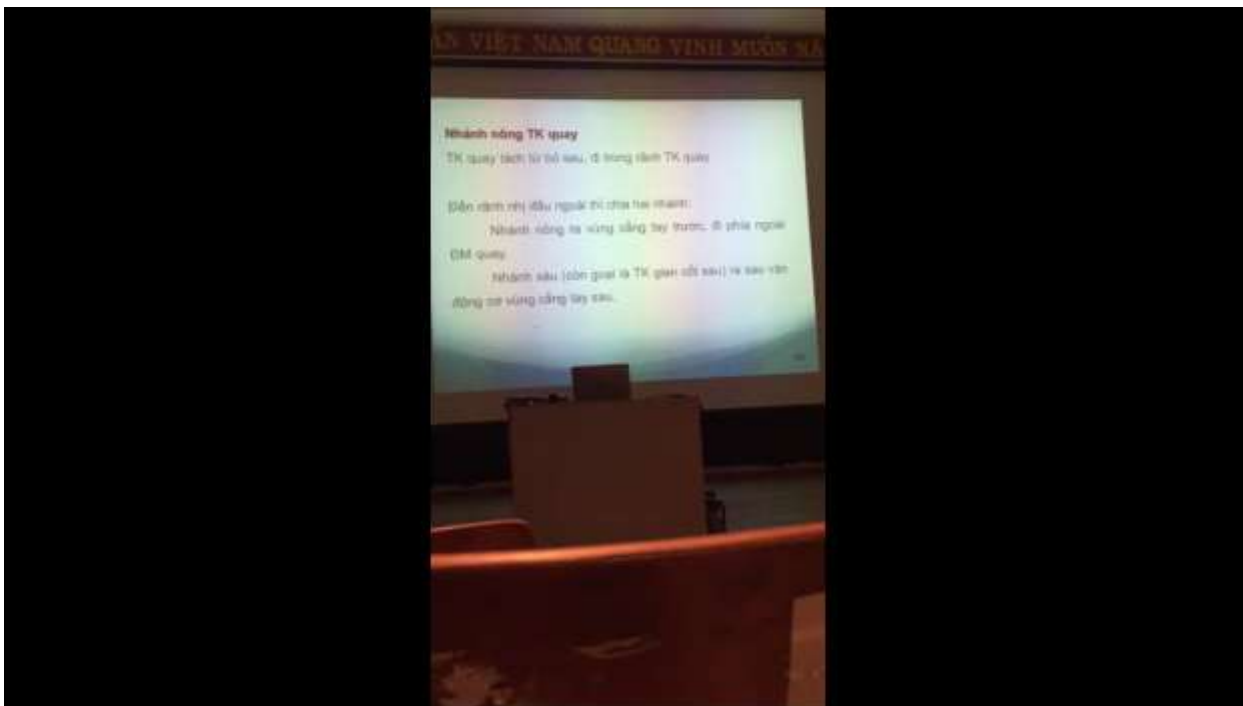 ẢN VIỆT NAM QUANG VINH MUÔN NĂ
Nhánh nông TK quay
TK quay tách từ bó sau, đi trong rãnh TK quay
Đến rãnh nhị đầu ngoài thì chia hai nhánh:
Nhánh nông ra vùng cẳng tay trước, đi phía ngoài
ĐM quay.
Nhánh sâu (còn gọi là TK gian cốt sau) ra sau vận
động cơ vùng cẳng tay sau.